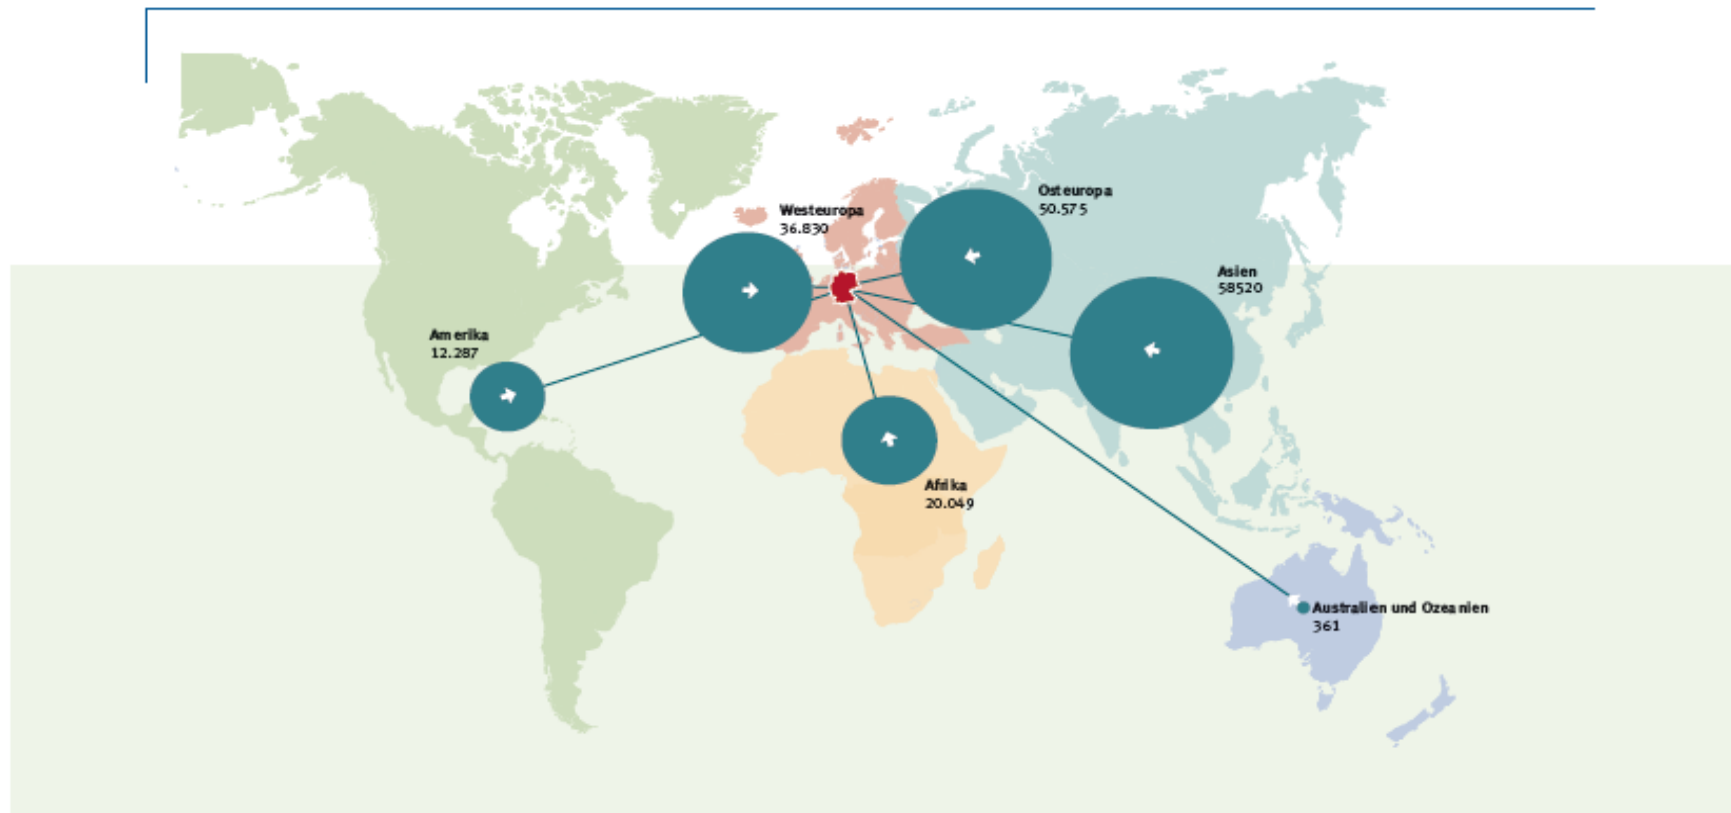 Westeuropa
36.830
Osteuropa
50.575
Asien
58520
Amerika
12.287
Afrika
20.049
Australien und Ozeanien
361